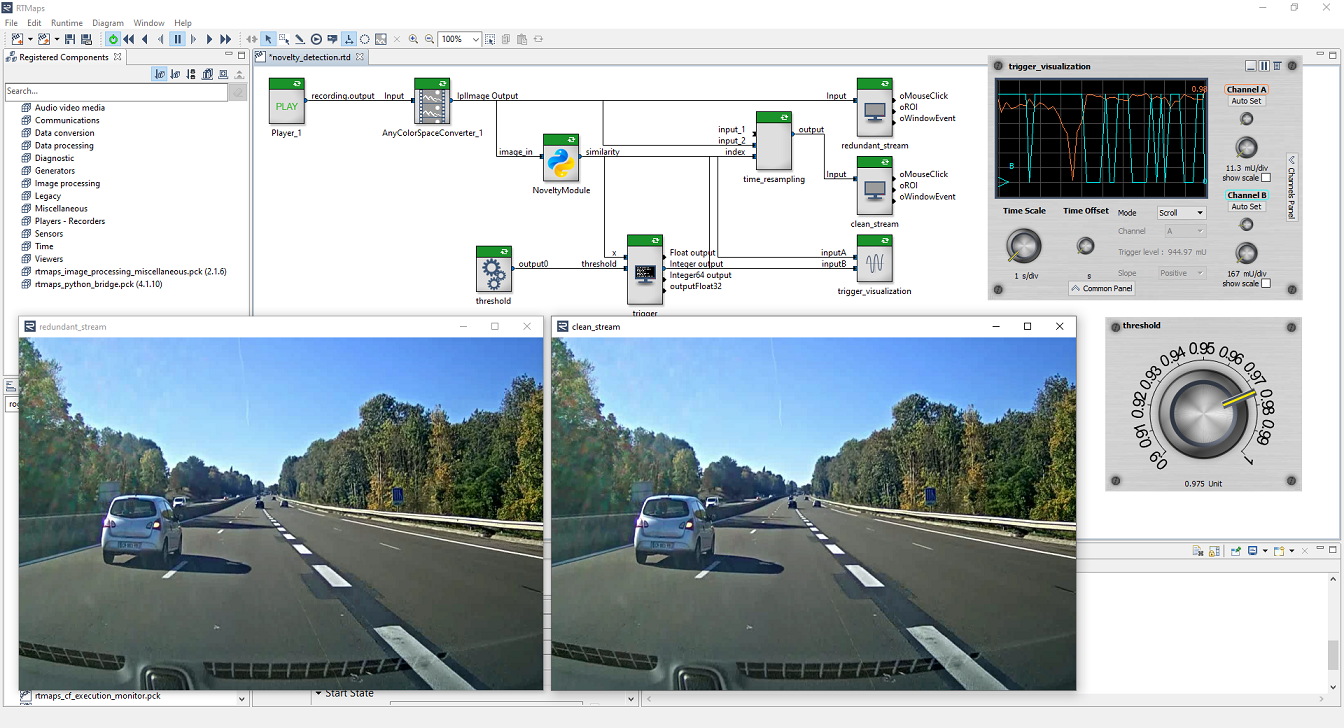 RTMaps
File Edit Runtime Diagram Window Help
100%
Registered Components
*novelty_detection.rtd
Search...
Audio video media
Communications
Data conversion
Data processing
Diagnostic
Generators
Image processing
Legacy
Miscellaneous
Players - Recorders
Sensors
Time
Viewers
rtmaps_image_processing_miscellaneous.pck (2.1.6)
rtmaps_python_bridge.pck (4.1.10)
PLAY
recording.output
Player_1
Input
IplImage Output
AnyColorSpaceConverter_1
image_in
similarity
NoveltyModule
input_1
input_2
index
output
time_resampling
Input
oMouseClick
oROI
oWindowEvent
redundant_stream
Input
oMouseClick
oROI
oWindowEvent
clean_stream
output0
threshold
x
threshold
Float output
Integer output
Integer64 output
outputFloat32
trigger
inputA
inputB
trigger_visualization
trigger_visualization
0.98
B
Channel A
Auto Set
11.3 mU/div
show scale
Channel B
Auto Set
167 mU/div
show scale
Channels Panel
Time Scale
1 s/div
Time Offset
s
Mode Scroll
Channel A
Trigger level : 944.97 mU
Slope Positive
Common Panel
redundant_stream
clean_stream
threshold
0.9 0.91 0.92 0.93 0.94 0.95 0.96 0.97 0.98 0.99 1
0.975 Unit
rtmaps_cf_execution_monitor.pck
Start State